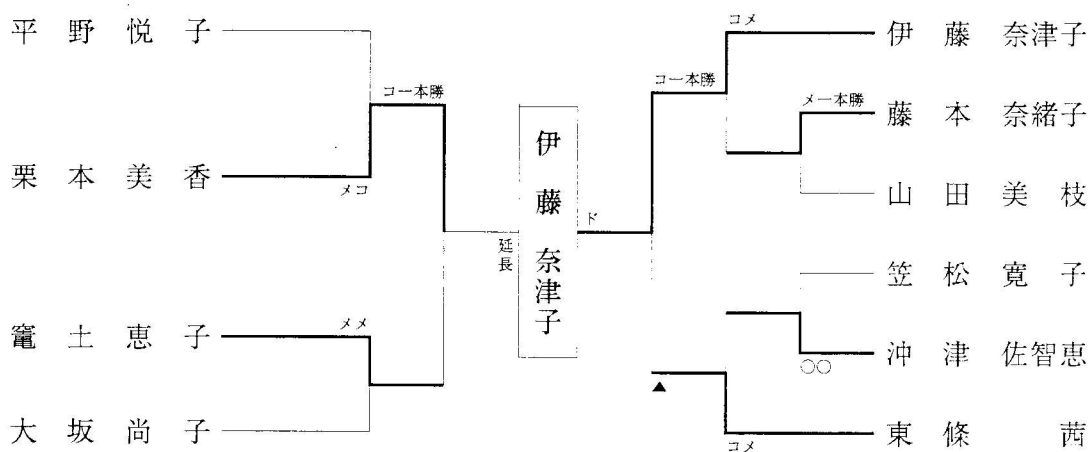 平野悦子
コ一本勝
栗本美香
メコ
延長
竈土恵子
メメ
大坂尚子
伊藤奈津子
ド
コメ
伊藤奈津子
コ一本勝
メ一本勝
藤本奈緒子
山田美枝
笠松寛子
沖津佐智恵
○○
▲
東條茜
コメ